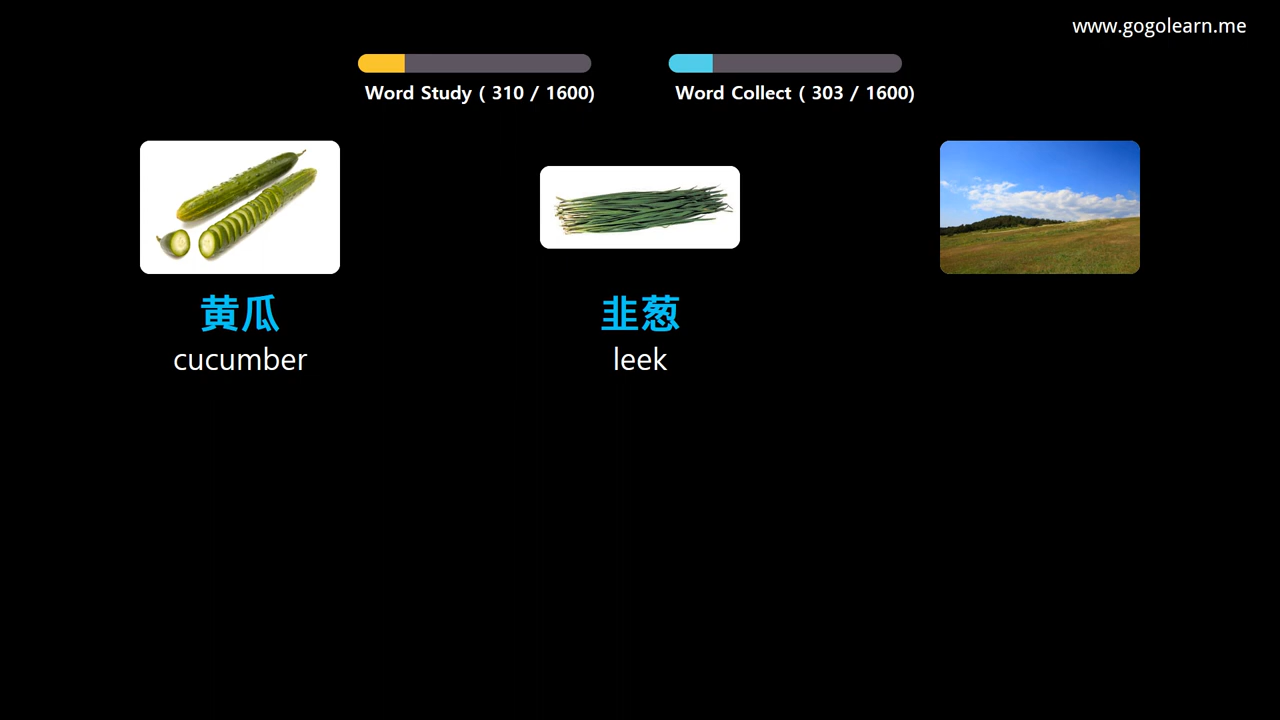 www.gogolearn.me
Word Study ( 310 / 1600)
Word Collect ( 303 / 1600)
黄瓜
cucumber
韭葱
leek